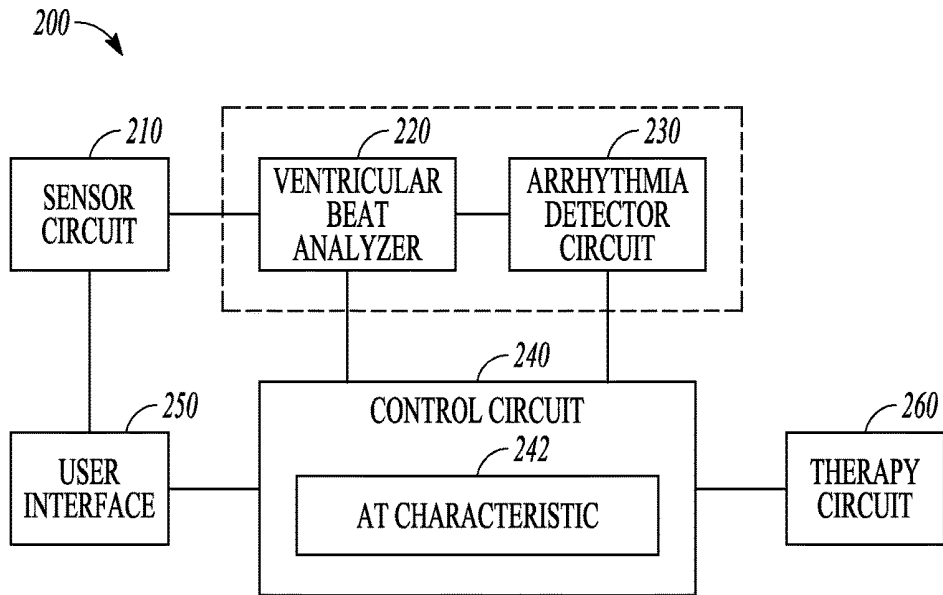 200
210
220
230
SENSOR
CIRCUIT
VENTRICULAR
BEAT
ANALYZER
ARRHYTHMIA
DETECTOR
CIRCUIT
240
250
260
CONTROL CIRCUIT
242
USER
INTERFACE
AT CHARACTERISTIC
THERAPY
CIRCUIT